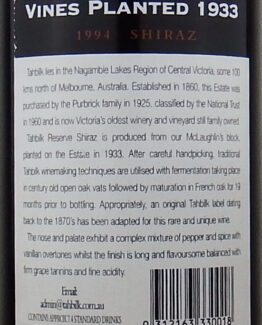 VINES PLANTED 1933
1994 SHIRAZ
Tahbilk lies in the Nagambie Lakes Region of Central Victoria, some 100
kms north of Melbourne, Australia. Established in 1860, this Estate was
purchased by the Purbrick family in 1925, classified by the National Trust
in 1960 and is now Victoria's oldest winery and vineyard still family owned.
Tahbilk Reserve Shiraz is produced from our McLaughlin's block,
planted on the Estate in 1933. After careful handpicking, traditional
Tahbilk winemaking techniques are utilised with fermentation taking place
in century old open oak vats followed by maturation in French oak for 19
months prior to bottling. Appropriately, an original Tahbilk label dating
back to the 1870's has been adapted for this rare and unique wine.
The nose and palate exhibit a complex mixture of pepper and spice with
vanillan overtones whilst the finish is long and flavoursome balanced with
firm grape tannins and fine acidity.
Email:
admin@tahbilk.com.au
CONTAINS APPROX 7.4 STANDARD DRINKS
0 312163 330018